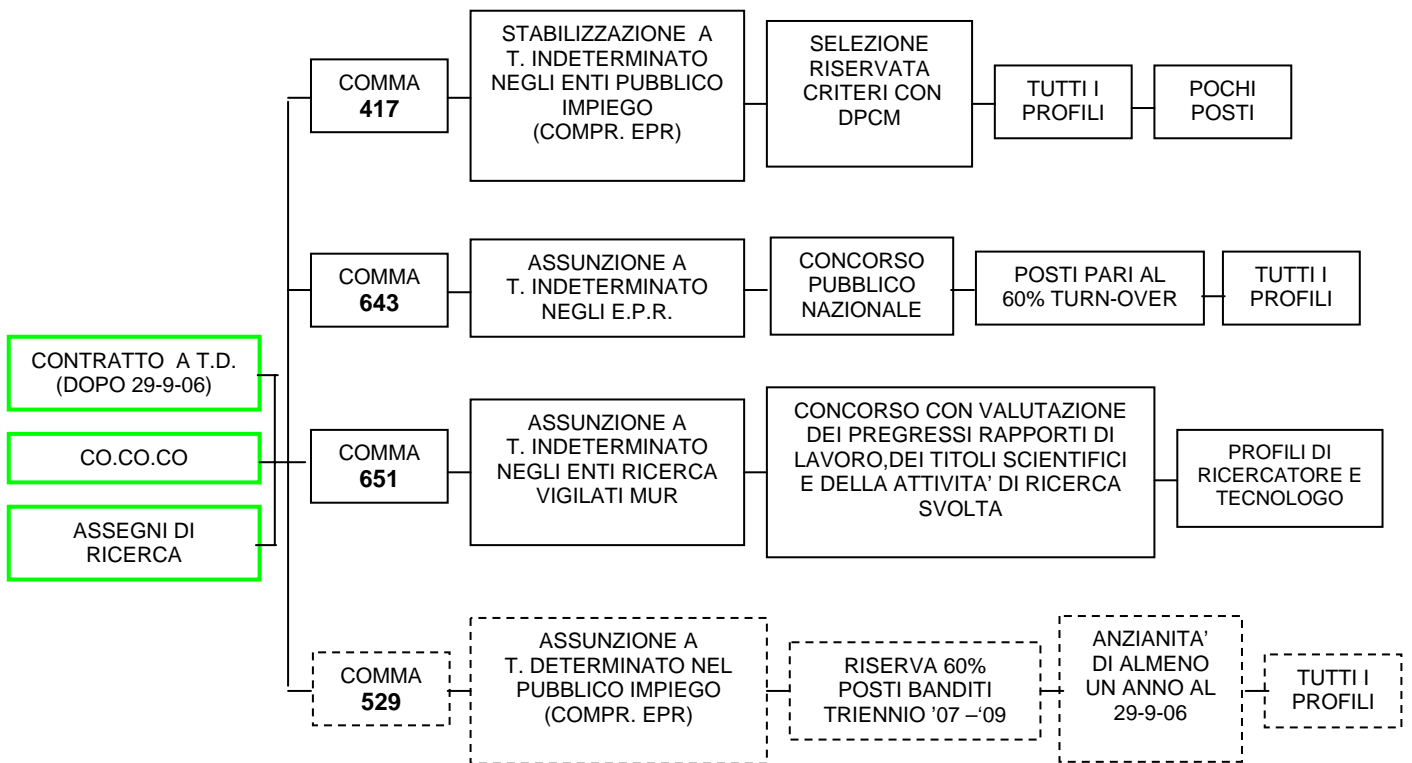 STABILIZZAZIONE A
T. INDETERMINATO
NEGLI ENTI PUBBLICO
IMPIEGO
(COMPR. EPR)
SELEZIONE
RISERVATA
CRITERI CON
DPCM
COMMA
417
TUTTI I
PROFILI
POCHI
POSTI
COMMA
643
ASSUNZIONE A
T. INDETERMINATO
NEGLI E.P.R.
CONCORSO
PUBBLICO
NAZIONALE
POSTI PARI AL
60% TURN-OVER
TUTTI I
PROFILI
CONTRATTO A T.D.
(DOPO 29-9-06)
CO.CO.CO
ASSEGNI DI
RICERCA
COMMA
651
ASSUNZIONE A
T. INDETERMINATO
NEGLI ENTI RICERCA
VIGILATI MUR
CONCORSO CON VALUTAZIONE
DEI PREGRESSI RAPPORTI DI
LAVORO,DEI TITOLI SCIENTIFICI
E DELLA ATTIVITA' DI RICERCA
SVOLTA
PROFILI DI
RICERCATORE E
TECNOLOGO
COMMA
529
ASSUNZIONE A
T. DETERMINATO NEL
PUBBLICO IMPIEGO
(COMPR. EPR)
RISERVA 60%
POSTI BANDITI
TRIENNIO '07 –'09
ANZIANITA'
DI ALMENO
UN ANNO AL
29-9-06
TUTTI I
PROFILI